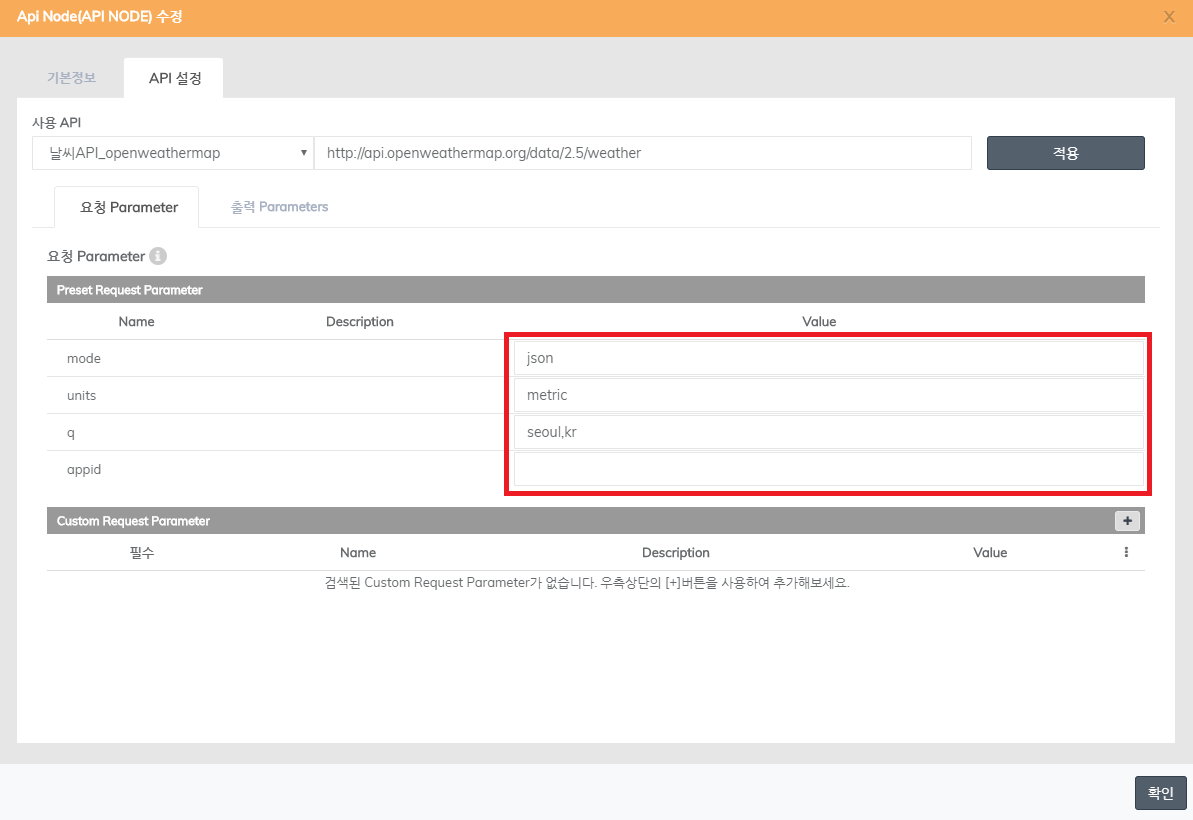 Api Node(API NODE) 수정 X
기본정보 API 설정
사용 API
날씨API_openweathermap http://api.openweathermap.org/data/2.5/weather 적용
요청 Parameter 출력 Parameters
요청 Parameter
Preset Request Parameter
Name Description Value
mode json
units metric
q seoul,kr
appid
Custom Request Parameter +
필수 Name Description Value
검색된 Custom Request Parameter가 없습니다. 우측상단의 [+]버튼을 사용하여 추가해보세요.
확인